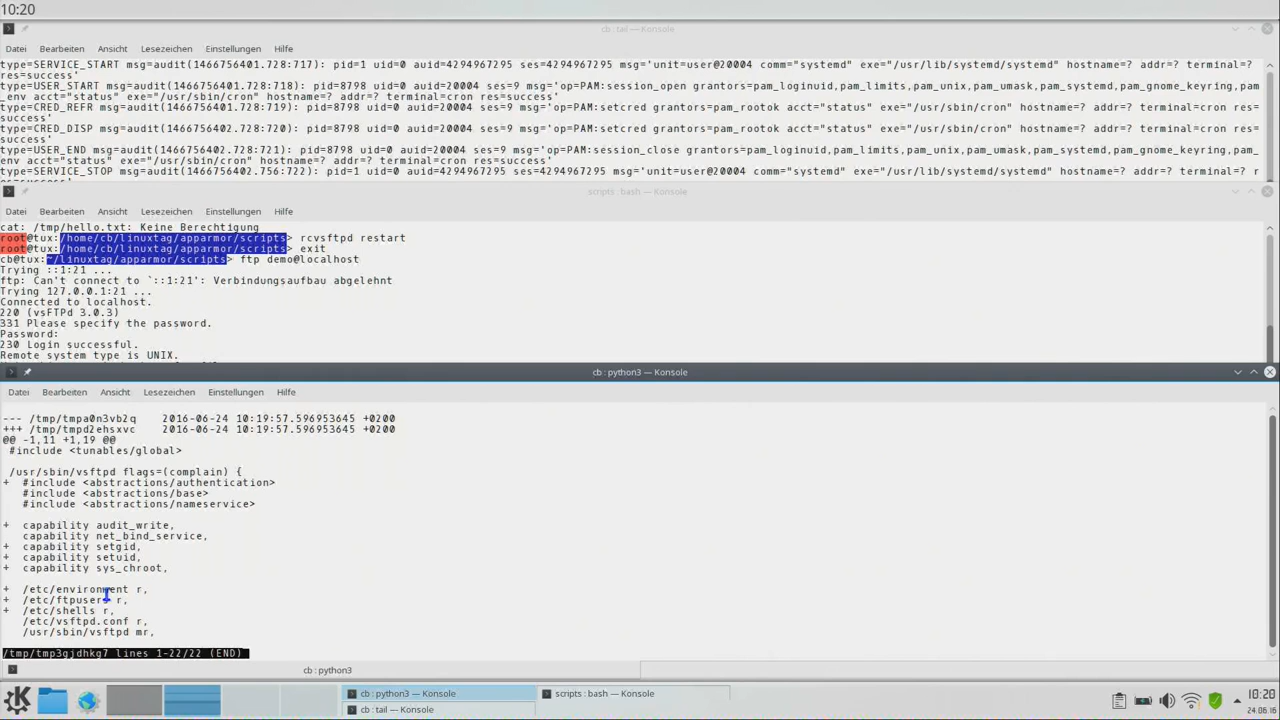 10:20
cb : tail — Konsole
Datei Bearbeiten Ansicht Lesezeichen Einstellungen Hilfe
type=SERVICE_START msg=audit(1466756401.728:717): pid=1 uid=0 auid=4294967295 ses=4294967295 msg='unit=user@20004 comm="systemd" exe="/usr/lib/systemd/systemd" hostname=? addr=? terminal=?
res=success'
type=USER_START msg=audit(1466756401.728:718): pid=8798 uid=0 auid=20004 ses=9 msg='op=PAM:session_open grantors=pam_loginuid,pam_limits,pam_unix,pam_umask,pam_systemd,pam_gnome_keyring,pam
_env acct="status" exe="/usr/sbin/cron" hostname=? addr=? terminal=cron res=success'
type=CRED_REFR msg=audit(1466756401.728:719): pid=8798 uid=0 auid=20004 ses=9 msg='op=PAM:setcred grantors=pam_rootok acct="status" exe="/usr/sbin/cron" hostname=? addr=? terminal=cron res=
success'
type=CRED_DISP msg=audit(1466756402.728:720): pid=8798 uid=0 auid=20004 ses=9 msg='op=PAM:setcred grantors=pam_rootok acct="status" exe="/usr/sbin/cron" hostname=? addr=? terminal=cron res=
success'
type=USER_END msg=audit(1466756402.728:721): pid=8798 uid=0 auid=20004 ses=9 msg='op=PAM:session_close grantors=pam_loginuid,pam_limits,pam_unix,pam_umask,pam_systemd,pam_gnome_keyring,pam_
env acct="status" exe="/usr/sbin/cron" hostname=? addr=? terminal=cron res=success'
type=SERVICE_STOP msg=audit(1466756402.756:722): pid=1 uid=0 auid=4294967295 ses=4294967295 msg='unit=user@20004 comm="systemd" exe="/usr/lib/systemd/systemd" hostname=? addr=? terminal=? r
scripts : bash — Konsole
Datei Bearbeiten Ansicht Lesezeichen Einstellungen Hilfe
cat: /tmp/hello.txt: Keine Berechtigung
root@tux:/home/cb/linuxtag/apparmor/scripts> rcvsftpd restart
root@tux:/home/cb/linuxtag/apparmor/scripts> exit
cb@tux:~/linuxtag/apparmor/scripts> ftp demo@localhost
Trying ::1:21 ...
ftp: Can't connect to `::1:21': Verbindungsaufbau abgelehnt
Trying 127.0.0.1:21 ...
Connected to localhost.
220 (vsFTPd 3.0.3)
331 Please specify the password.
Password:
230 Login successful.
Remote system type is UNIX.
cb : python3 — Konsole
Datei Bearbeiten Ansicht Lesezeichen Einstellungen Hilfe
--- /tmp/tmpa0n3vb2q 2016-06-24 10:19:57.596953645 +0200
+++ /tmp/tmpd2ehsxvc 2016-06-24 10:19:57.596953645 +0200
@@ -1,11 +1,19 @@
#include <tunables/global>
/usr/sbin/vsftpd flags=(complain) {
+ #include <abstractions/authentication>
#include <abstractions/base>
#include <abstractions/nameservice>
+ capability audit_write,
capability net_bind_service,
+ capability setgid,
+ capability setuid,
+ capability sys_chroot,
+ /etc/environment r,
+ /etc/ftpusers r,
+ /etc/shells r,
/etc/vsftpd.conf r,
/usr/sbin/vsftpd mr,
/tmp/tmp3gjdhkg7 lines 1-22/22 (END)
cb : python3
cb : python3 — Konsole
scripts : bash — Konsole
cb : tail — Konsole
10:20
24.06.16